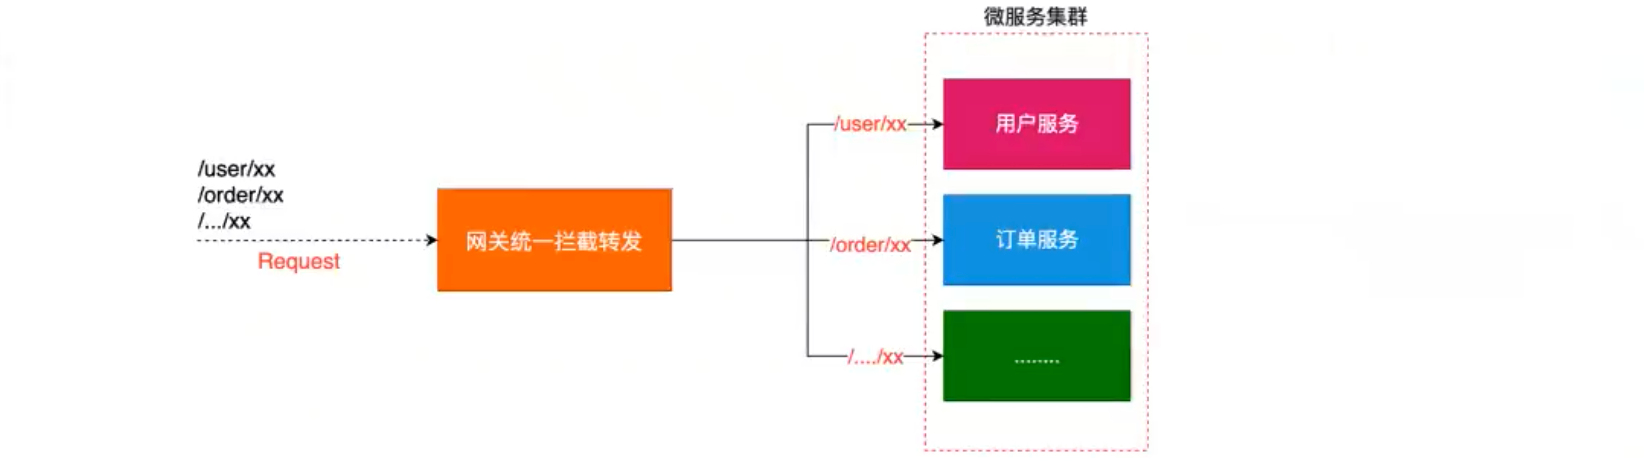 微服务集群
/user/xx
/order/xx
/.../xx
Request
网关统一拦截转发
/user/xx
用户服务
/order/xx
订单服务
/..../xx
........